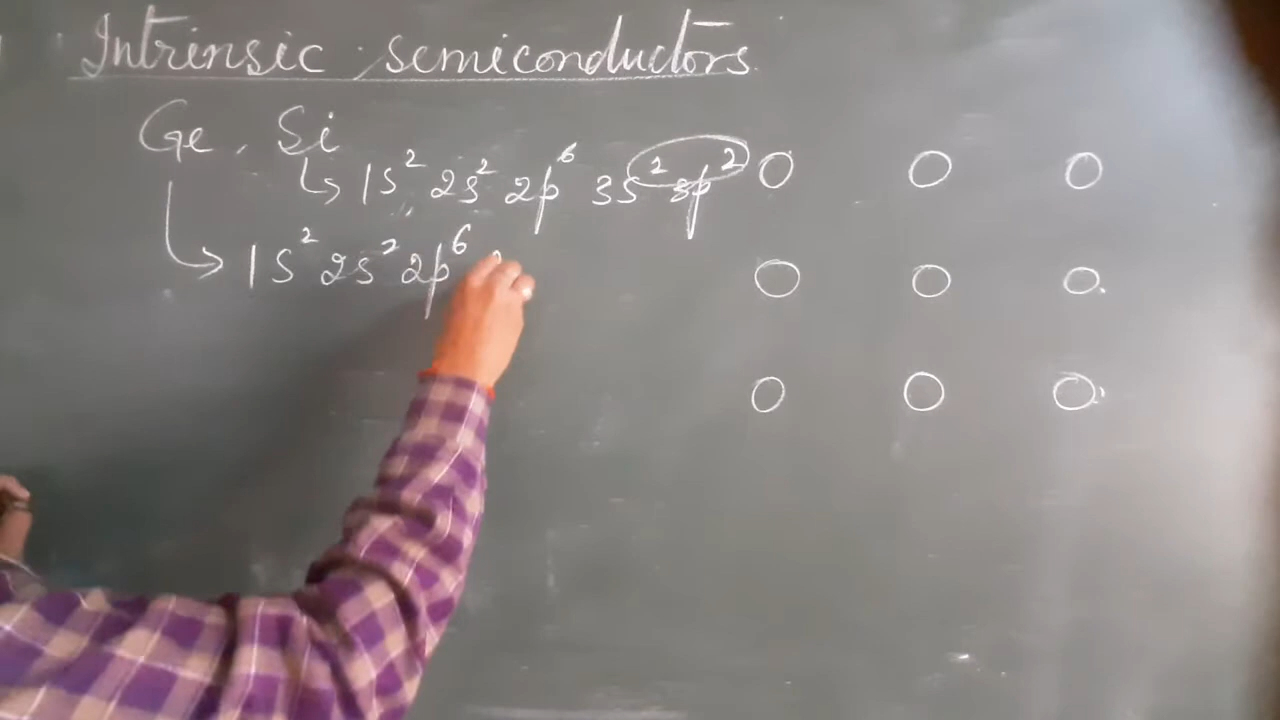 Intrinsic semiconductors
Ge, Si
↳ 1s² 2s² 2p⁶ 3s² 3p²
↳ 1s² 2s² 2p⁶